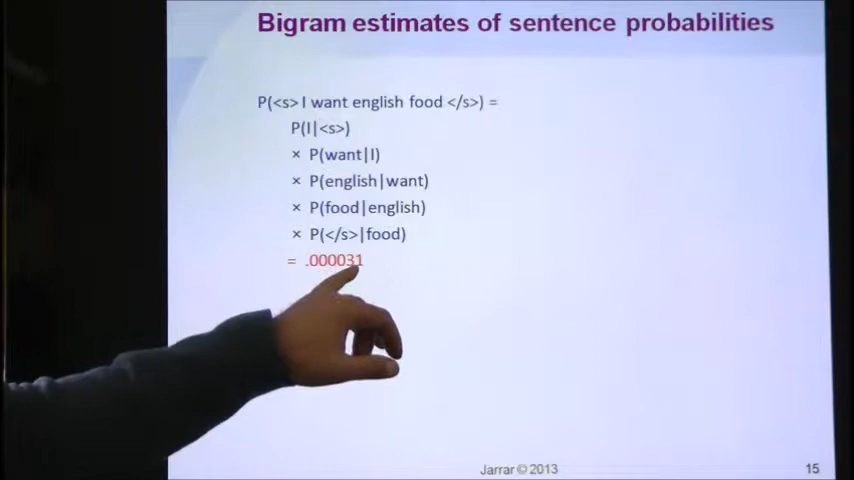 Bigram estimates of sentence probabilities
P(<s> I want english food </s>) =
P(I|<s>)
× P(want|I)
× P(english|want)
× P(food|english)
× P(</s>|food)
= .000031
Jarrar © 2013
15